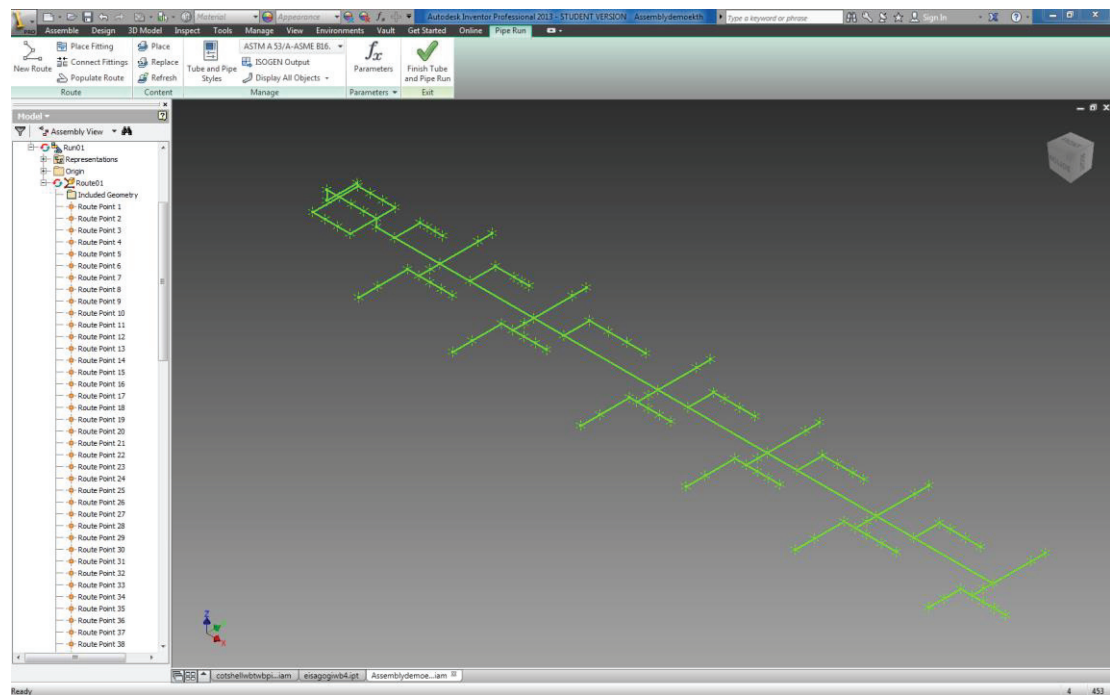 PRO
Material
Appearance
Autodesk Inventor Professional 2013 - STUDENT VERSION Assemblydemoekth
Type a keyword or phrase
Sign In
Assemble Design 3D Model Inspect Tools Manage View Environments Vault Get Started Online Pipe Run
New Route
Place Fitting
Connect Fittings
Populate Route
Route
Place
Replace
Refresh
Content
Tube and Pipe
Styles
ASTM A 53/A-ASME B16.
ISOGEN Output
Display All Objects
Manage
fx
Parameters
Parameters
Finish Tube
and Pipe Run
Exit
Model
Assembly View
Run01
Representations
Origin
Route01
Included Geometry
Route Point 1
Route Point 2
Route Point 3
Route Point 4
Route Point 5
Route Point 6
Route Point 7
Route Point 8
Route Point 9
Route Point 10
Route Point 11
Route Point 12
Route Point 13
Route Point 14
Route Point 15
Route Point 16
Route Point 17
Route Point 18
Route Point 19
Route Point 20
Route Point 21
Route Point 22
Route Point 23
Route Point 24
Route Point 25
Route Point 26
Route Point 27
Route Point 28
Route Point 29
Route Point 30
Route Point 31
Route Point 32
Route Point 33
Route Point 34
Route Point 35
Route Point 36
Route Point 37
Route Point 38
Z
X
cotshellwbtwbpi...iam eisagogiwb4.ipt Assemblydemoe...iam
Ready
4 453